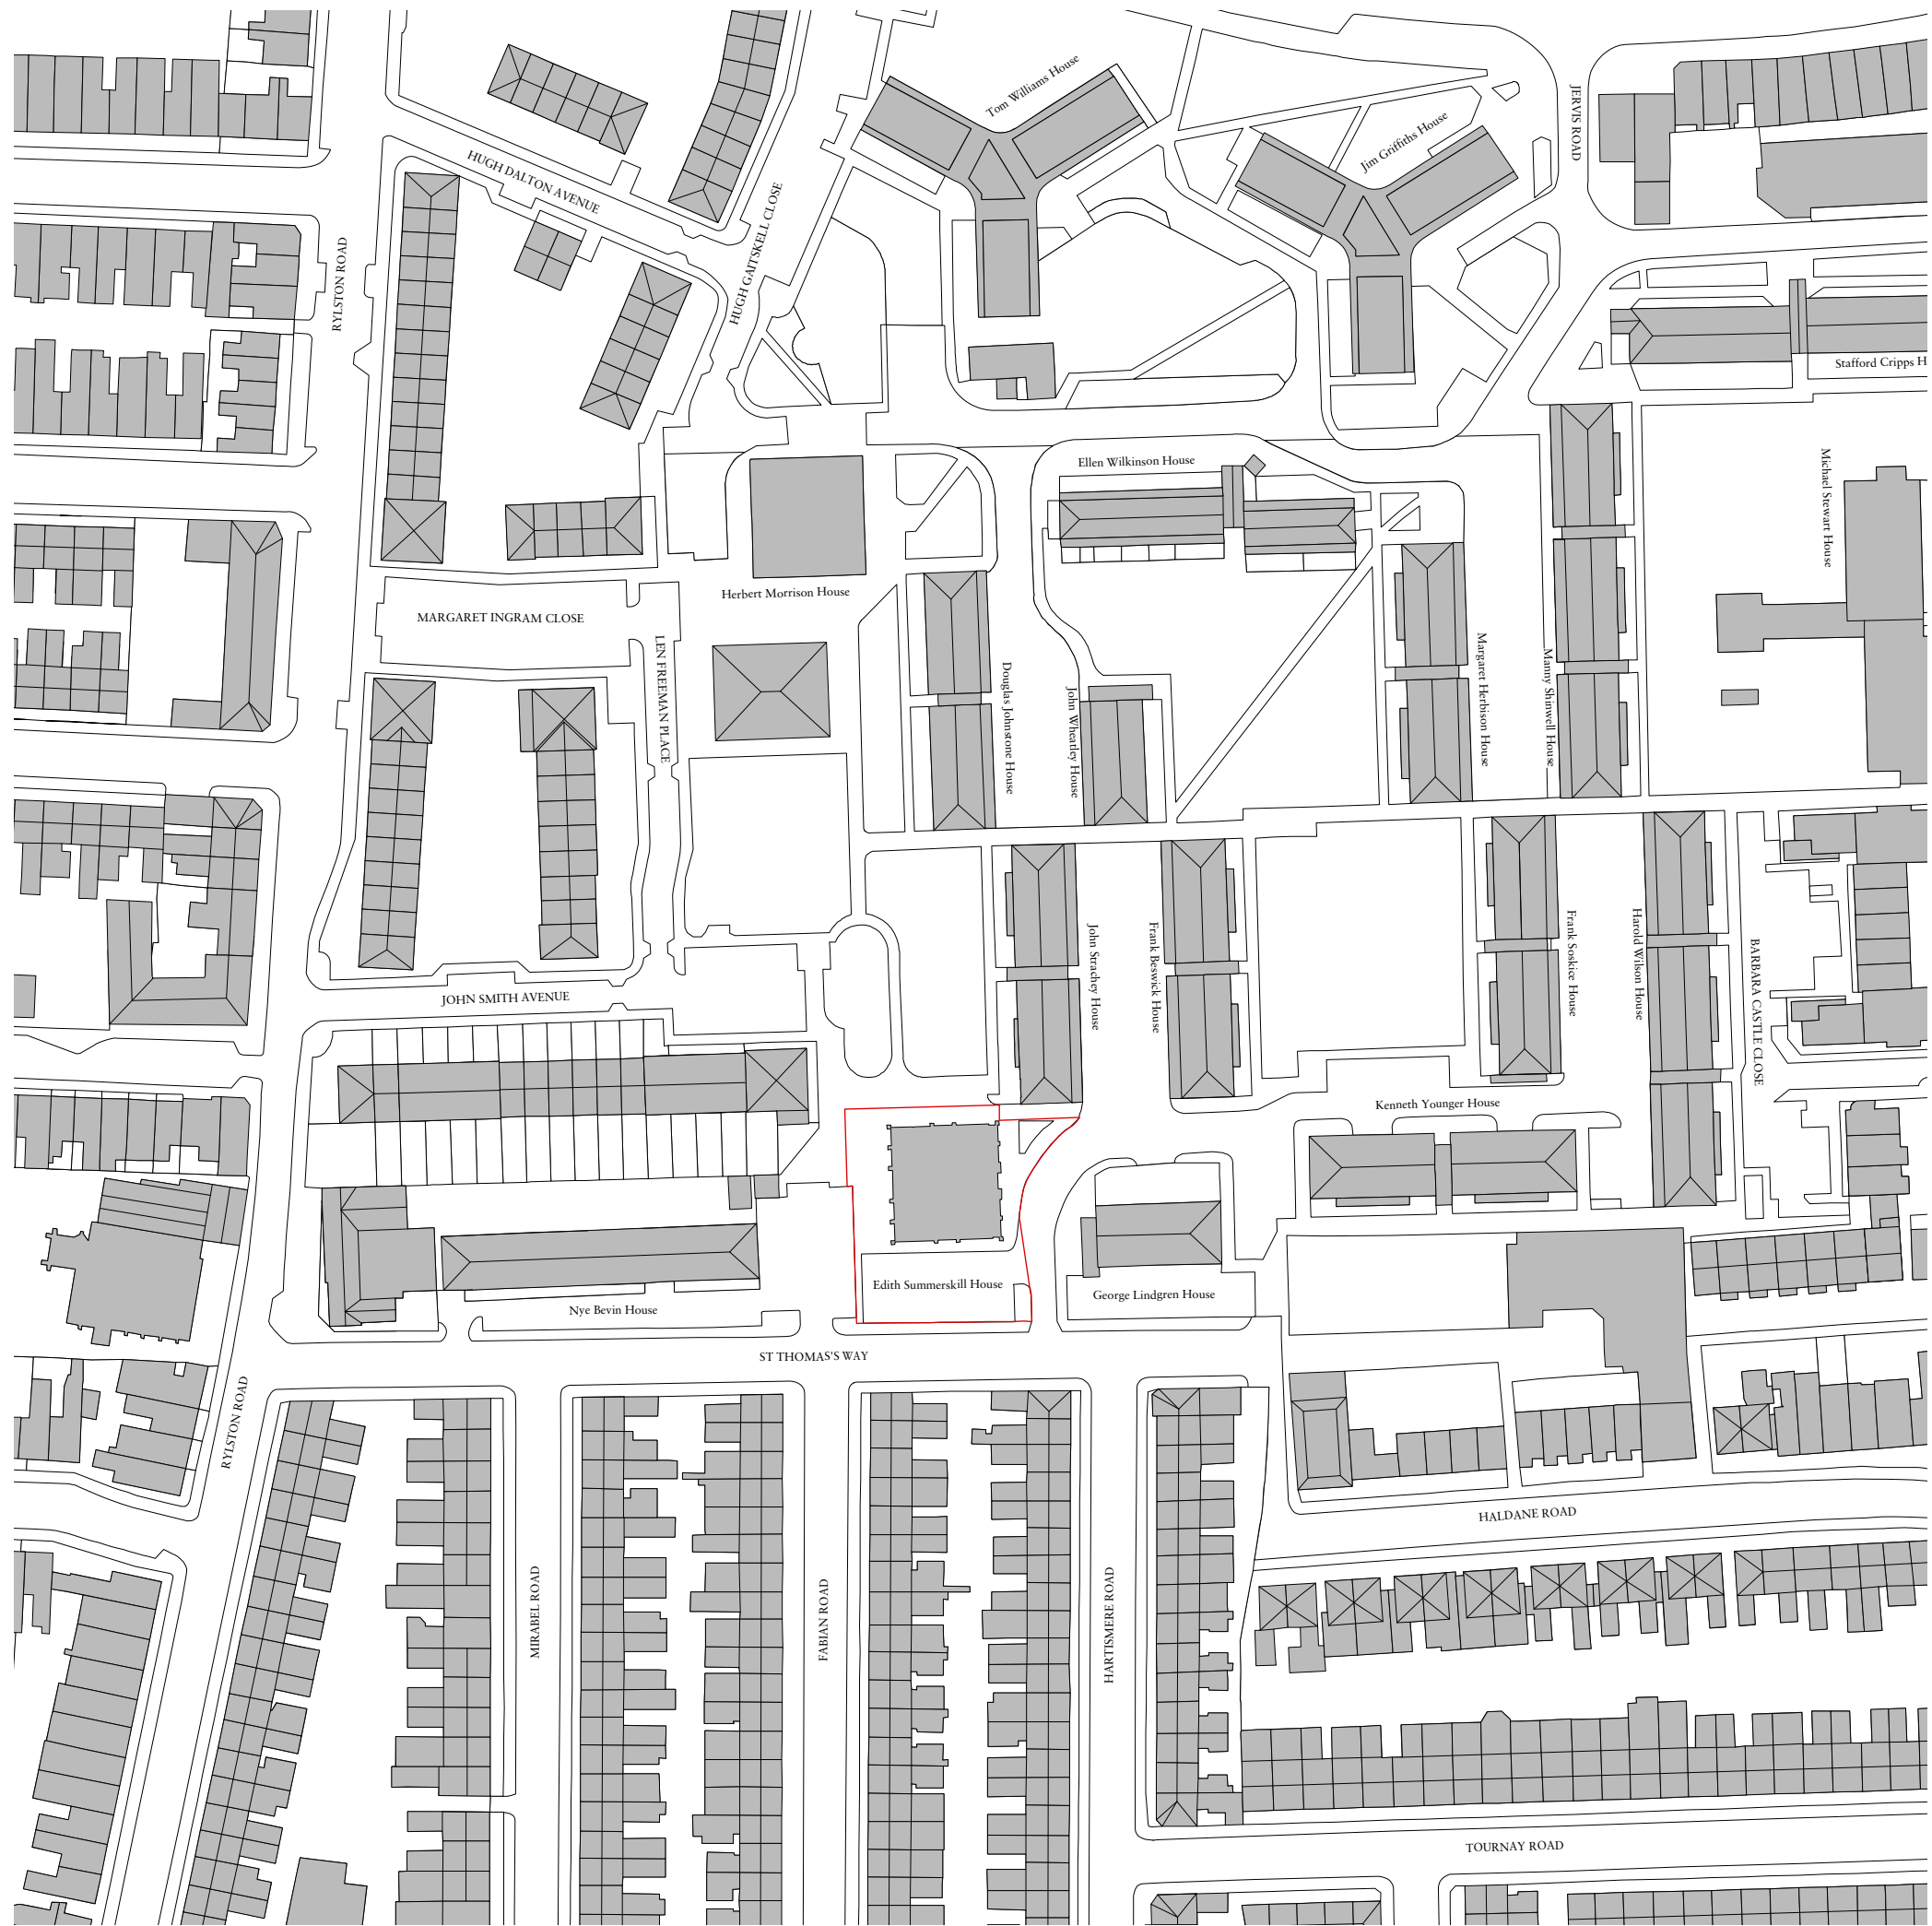 Tom Williams House
JERVIS ROAD
Jim Griffiths House
HUGH DALTON AVENUE
HUGH GAITSKELL CLOSE
RYLSTON ROAD
Stafford Cripps H
Ellen Wilkinson House
Michael Stewart House
Herbert Morrison House
MARGARET INGRAM CLOSE
LEN FREEMAN PLACE
Douglas Johnstone House
John Wheatley House
Margaret Herbison House
Manny Shinwell House
John Strachey House
Frank Beswick House
Frank Soskice House
Harold Wilson House
BARBARA CASTLE CLOSE
JOHN SMITH AVENUE
Kenneth Younger House
Edith Summerskill House
George Lindgren House
Nye Bevin House
ST THOMAS'S WAY
RYLSTON ROAD
HALDANE ROAD
MIRABEL ROAD
FABIAN ROAD
HARTISMERE ROAD
TOURNAY ROAD